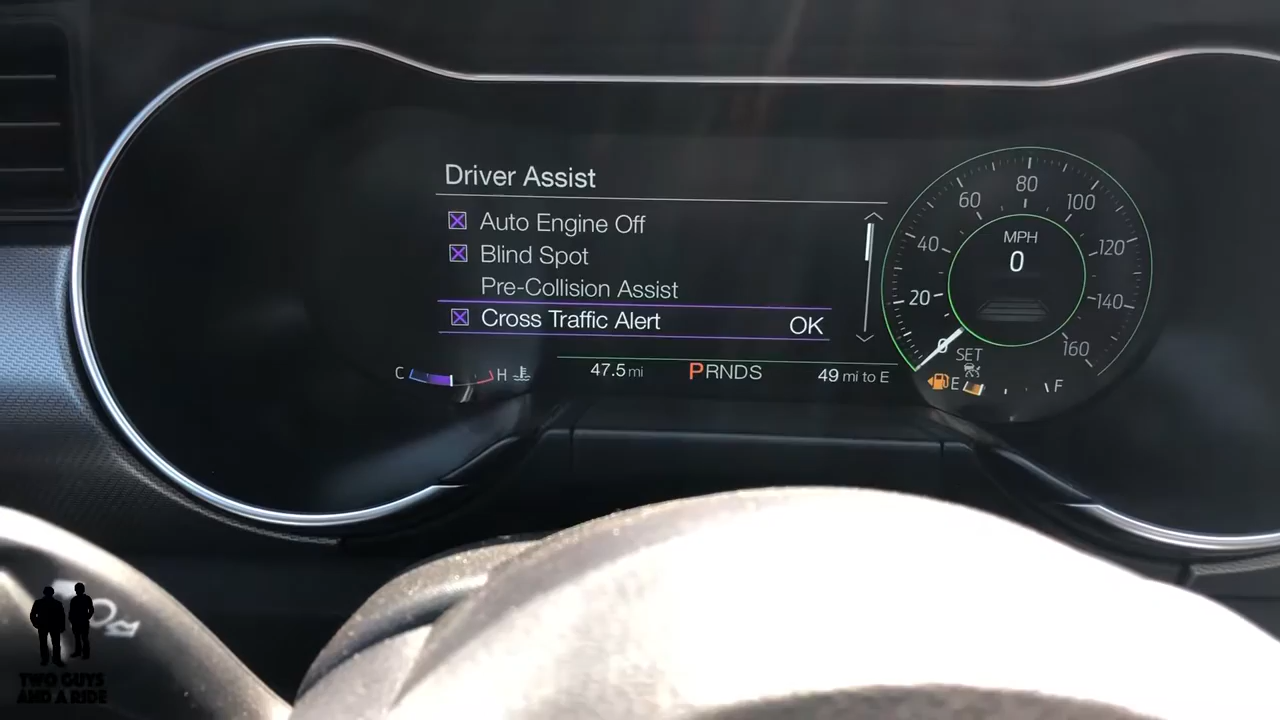 Driver Assist
Auto Engine Off
Blind Spot
Pre-Collision Assist
Cross Traffic Alert OK
C H
47.5 mi PRNDS 49 mi to E
0 20 40 60 80 100 120 140 160
MPH
0
SET
E F
TWO GUYS
AND A RIDE